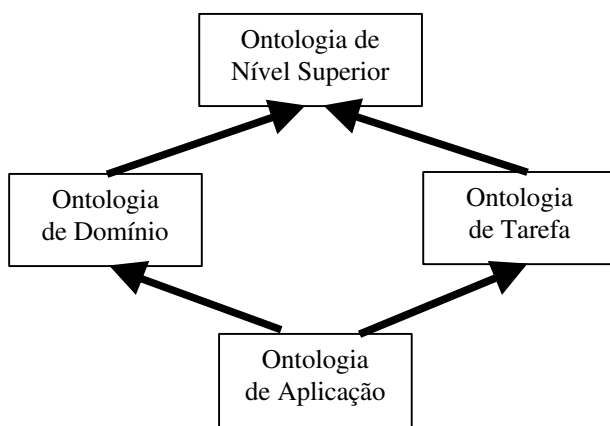 Ontologia de
Nível Superior
Ontologia
de Domínio
Ontologia
de Tarefa
Ontologia
de Aplicação